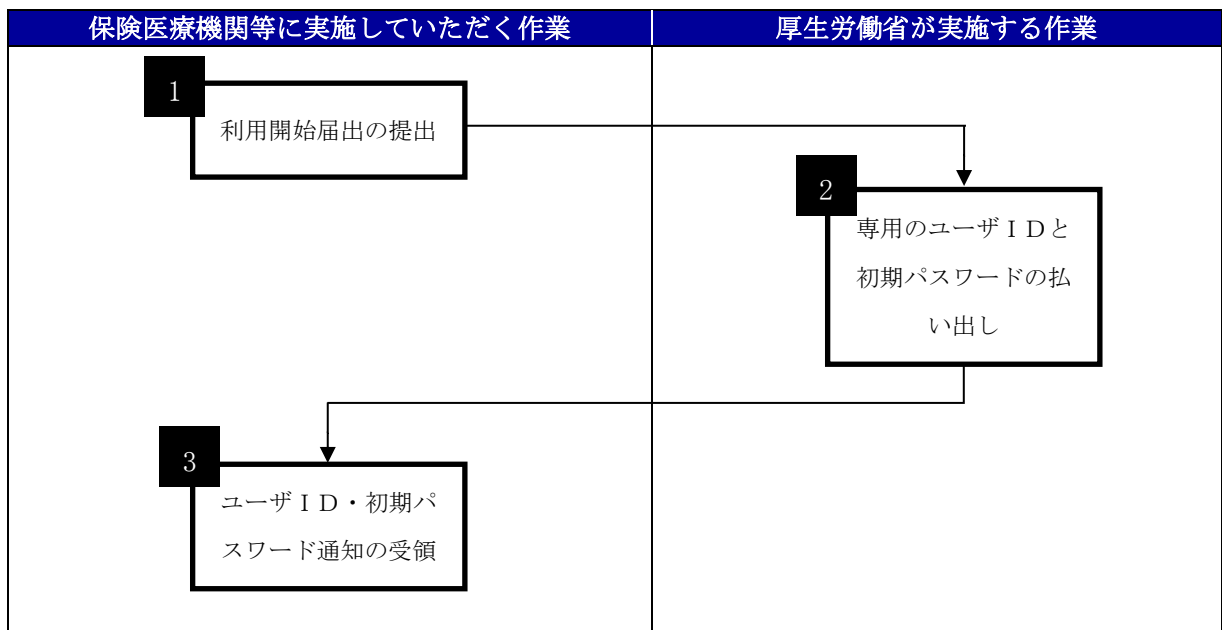 保険医療機関等に実施していただく作業
厚生労働省が実施する作業
1
利用開始届出の提出
2
専用のユーザＩＤと
初期パスワードの払
い出し
3
ユーザＩＤ・初期パ
スワード通知の受領